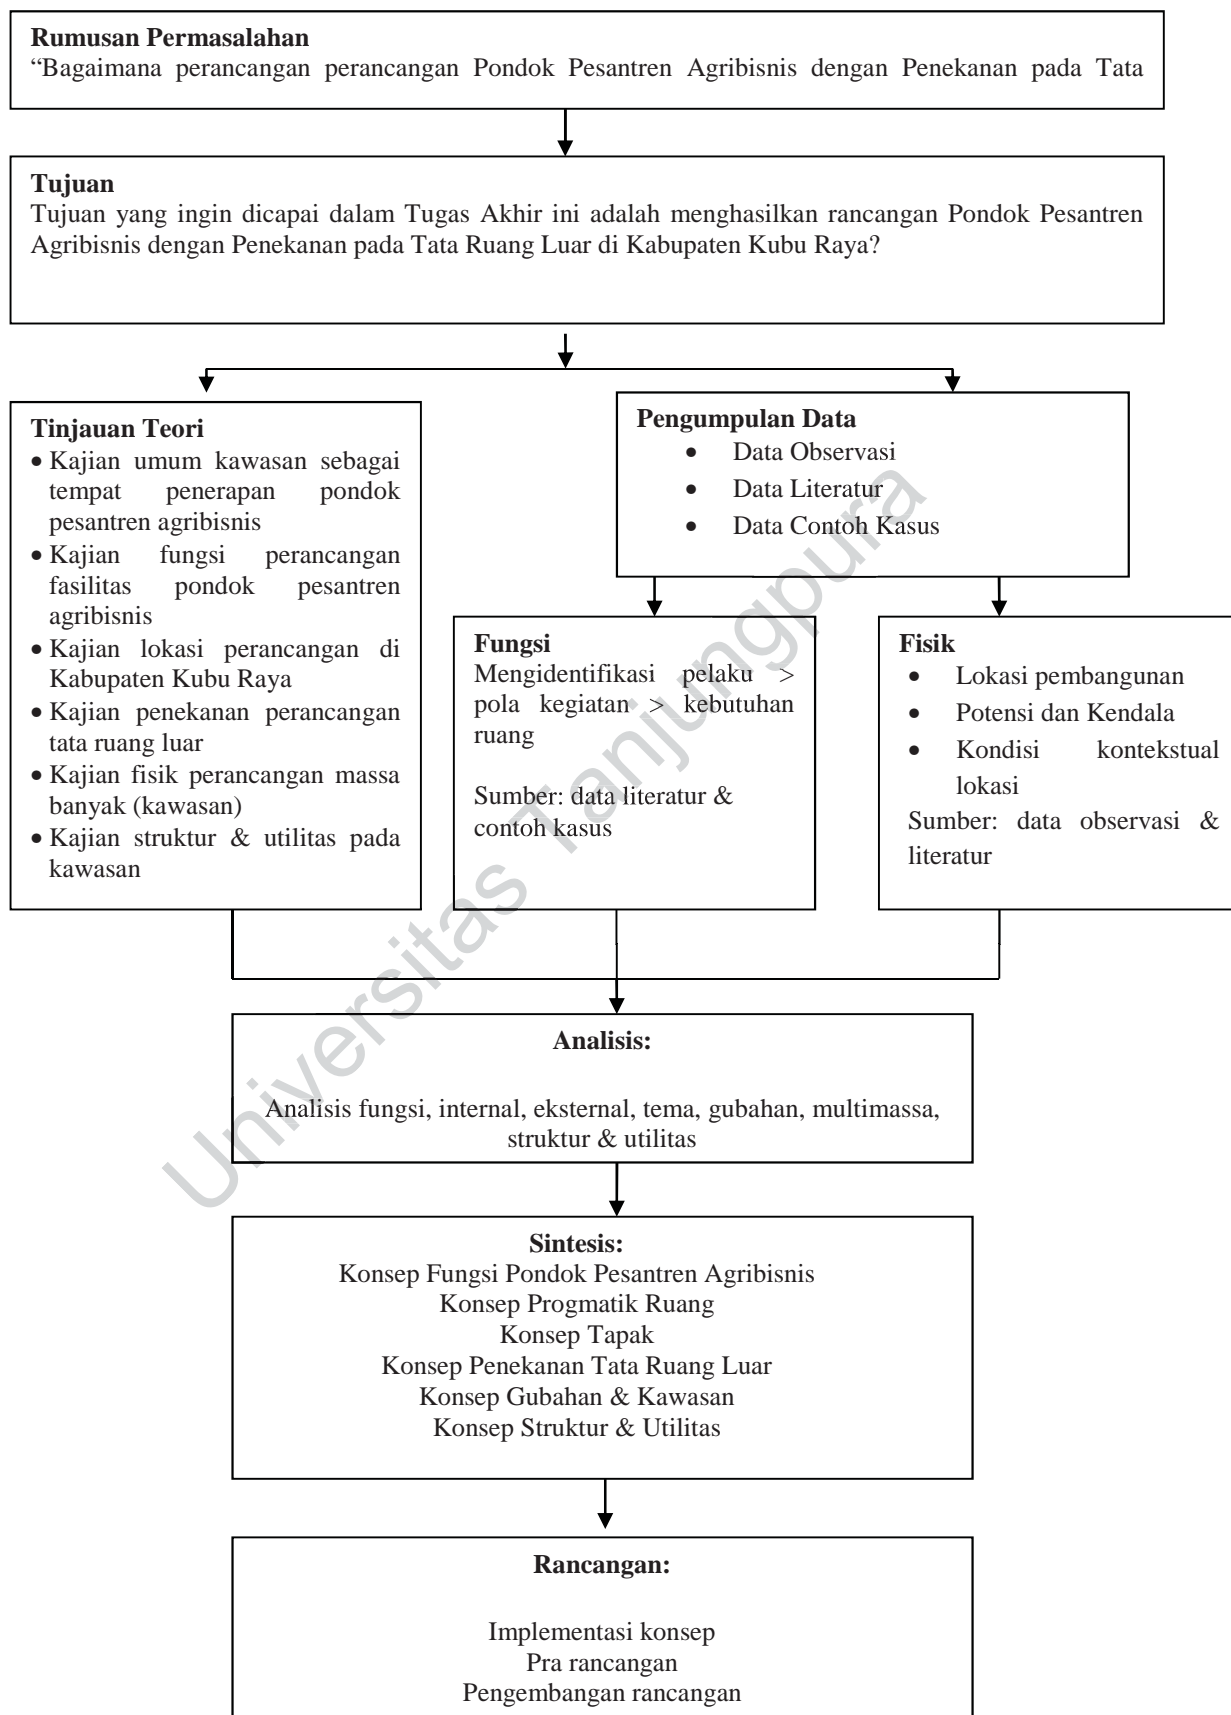 Rumusan Permasalahan
“Bagaimana perancangan perancangan Pondok Pesantren Agribisnis dengan Penekanan pada Tata
Tujuan
Tujuan yang ingin dicapai dalam Tugas Akhir ini adalah menghasilkan rancangan Pondok Pesantren
Agribisnis dengan Penekanan pada Tata Ruang Luar di Kabupaten Kubu Raya?
Tinjauan Teori
• Kajian umum kawasan sebagai
tempat penerapan pondok
pesantren agribisnis
• Kajian fungsi perancangan
fasilitas pondok pesantren
agribisnis
• Kajian lokasi perancangan di
Kabupaten Kubu Raya
• Kajian penekanan perancangan
tata ruang luar
• Kajian fisik perancangan massa
banyak (kawasan)
• Kajian struktur & utilitas pada
kawasan
Pengumpulan Data
• Data Observasi
• Data Literatur
• Data Contoh Kasus
Fungsi
Mengidentifikasi pelaku >
pola kegiatan > kebutuhan
ruang
Sumber: data literatur &
contoh kasus
Fisik
• Lokasi pembangunan
• Potensi dan Kendala
• Kondisi kontekstual
lokasi
Sumber: data observasi &
literatur
Analisis:
Analisis fungsi, internal, eksternal, tema, gubahan, multimassa,
struktur & utilitas
Sintesis:
Konsep Fungsi Pondok Pesantren Agribisnis
Konsep Progmatik Ruang
Konsep Tapak
Konsep Penekanan Tata Ruang Luar
Konsep Gubahan & Kawasan
Konsep Struktur & Utilitas
Rancangan:
Implementasi konsep
Pra rancangan
Pengembangan rancangan
Universitas Tanjungpura